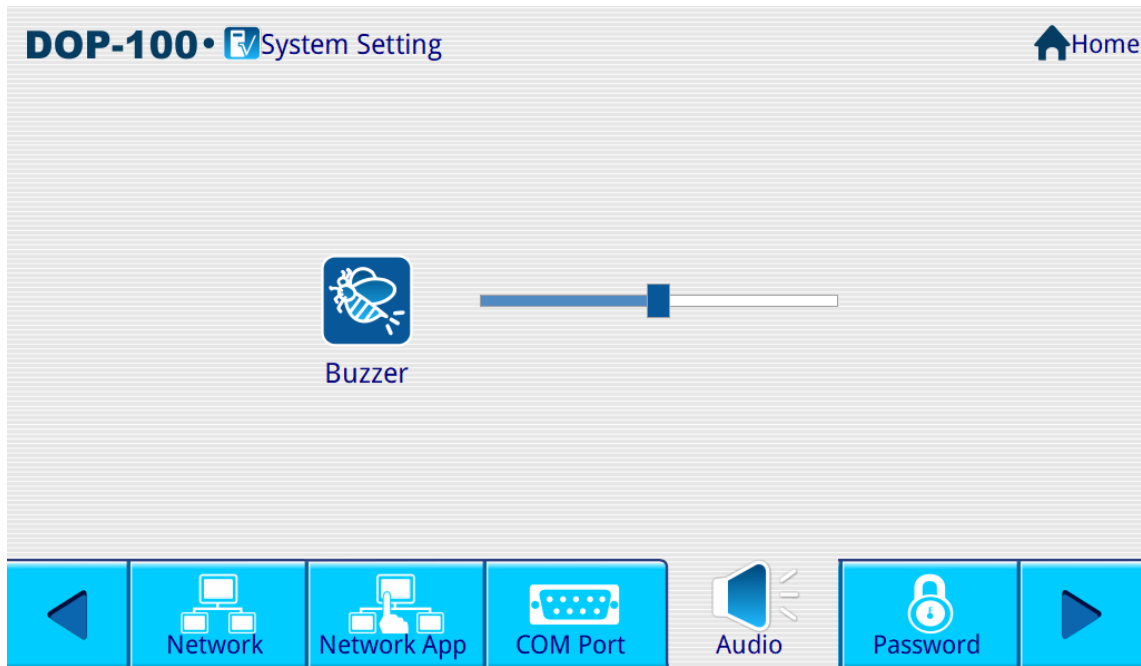 DOP-100• System Setting
Home
Buzzer
Network
Network App
COM Port
Audio
Password